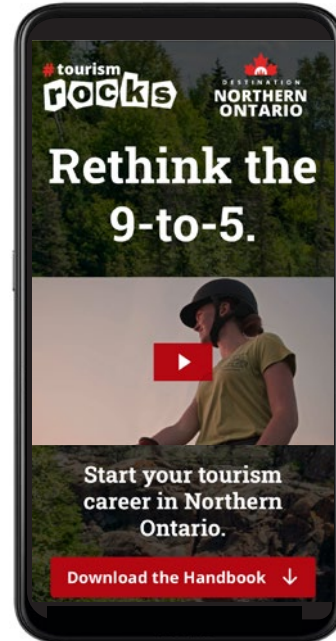 #tourism
rocks
DESTINATION
NORTHERN
ONTARIO
Rethink the
9-to-5.
Start your tourism
career in Northern
Ontario.
Download the Handbook ↓